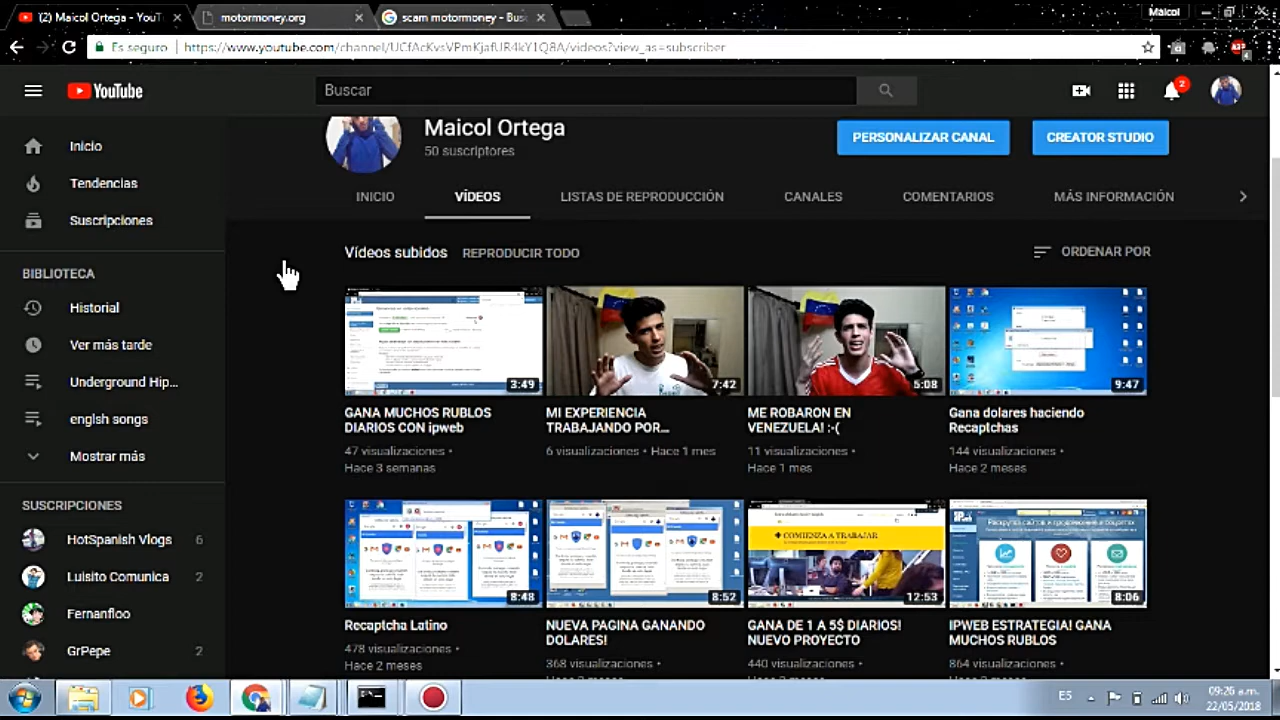 (2) Maicol Ortega - YouT
motormoney.org
scam motormoney - Bus
Maicol
Es seguro
https://www.youtube.com/channel/UCfAcKvsVPmKjafUR4kY1Q8A/videos?view_as=subscriber
YouTube
Buscar
2
Maicol Ortega
50 suscriptores
PERSONALIZAR CANAL
CREATOR STUDIO
INICIO
VÍDEOS
LISTAS DE REPRODUCCIÓN
CANALES
COMENTARIOS
MÁS INFORMACIÓN
Inicio
Tendencias
Suscripciones
BIBLIOTECA
Historial
Ver más tarde
Underground Hip...
englsh songs
Mostrar más
SUSCRIPCIONES
HotSpanish Vlogs 6
Luisito Comunica 2
Fernanfloo
GrPepe 2
Vídeos subidos
REPRODUCIR TODO
ORDENAR POR
3:49
GANA MUCHOS RUBLOS
DIARIOS CON ipweb
47 visualizaciones •
Hace 3 semanas
7:42
MI EXPERIENCIA
TRABAJANDO POR...
6 visualizaciones • Hace 1 mes
5:08
ME ROBARON EN
VENEZUELA! :-(
11 visualizaciones •
Hace 1 mes
9:47
Gana dolares haciendo
Recaptchas
144 visualizaciones •
Hace 2 meses
8:48
Recaptcha Latino
478 visualizaciones •
Hace 2 meses
8:57
NUEVA PAGINA GANANDO
DOLARES!
368 visualizaciones •
COMIENZA A TRABAJAR
12:53
GANA DE 1 A 5$ DIARIOS!
NUEVO PROYECTO
440 visualizaciones •
8:06
IPWEB ESTRATEGIA! GANA
MUCHOS RUBLOS
864 visualizaciones •
ES
09:26 a.m.
22/05/2018